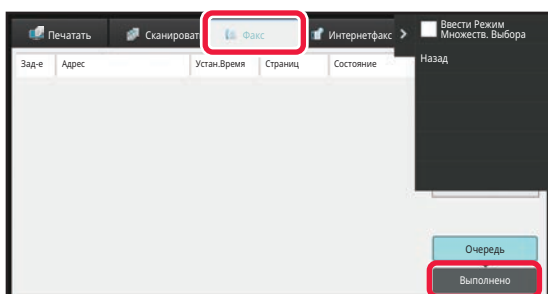 Печатать
Сканироват
Факс
Интернетфакс
Ввести Режим
Множеств. Выбора
Назад
Зад-е Адрес Устан.Время Страниц Состояние
Очередь
Выполнено